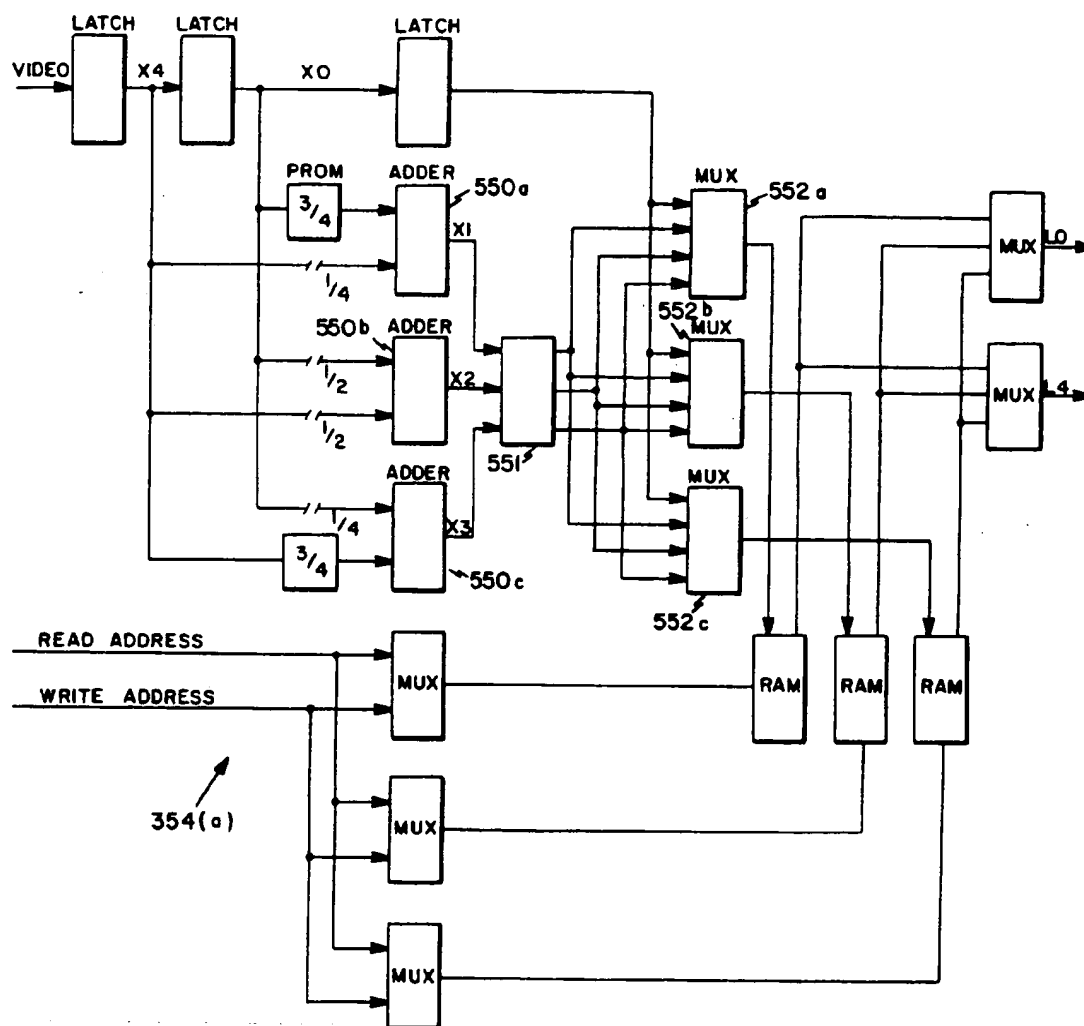 LATCH LATCH LATCH
VIDEO X4 X0
PROM ADDER 550a MUX 552a
3/4 X1
1/4
MUX L0
550b ADDER 552b MUX
1/2 X2
1/2
551
MUX L4
ADDER MUX
1/4 X3
3/4
550c
552c
READ ADDRESS
MUX RAM RAM RAM
WRITE ADDRESS
354(a)
MUX
MUX